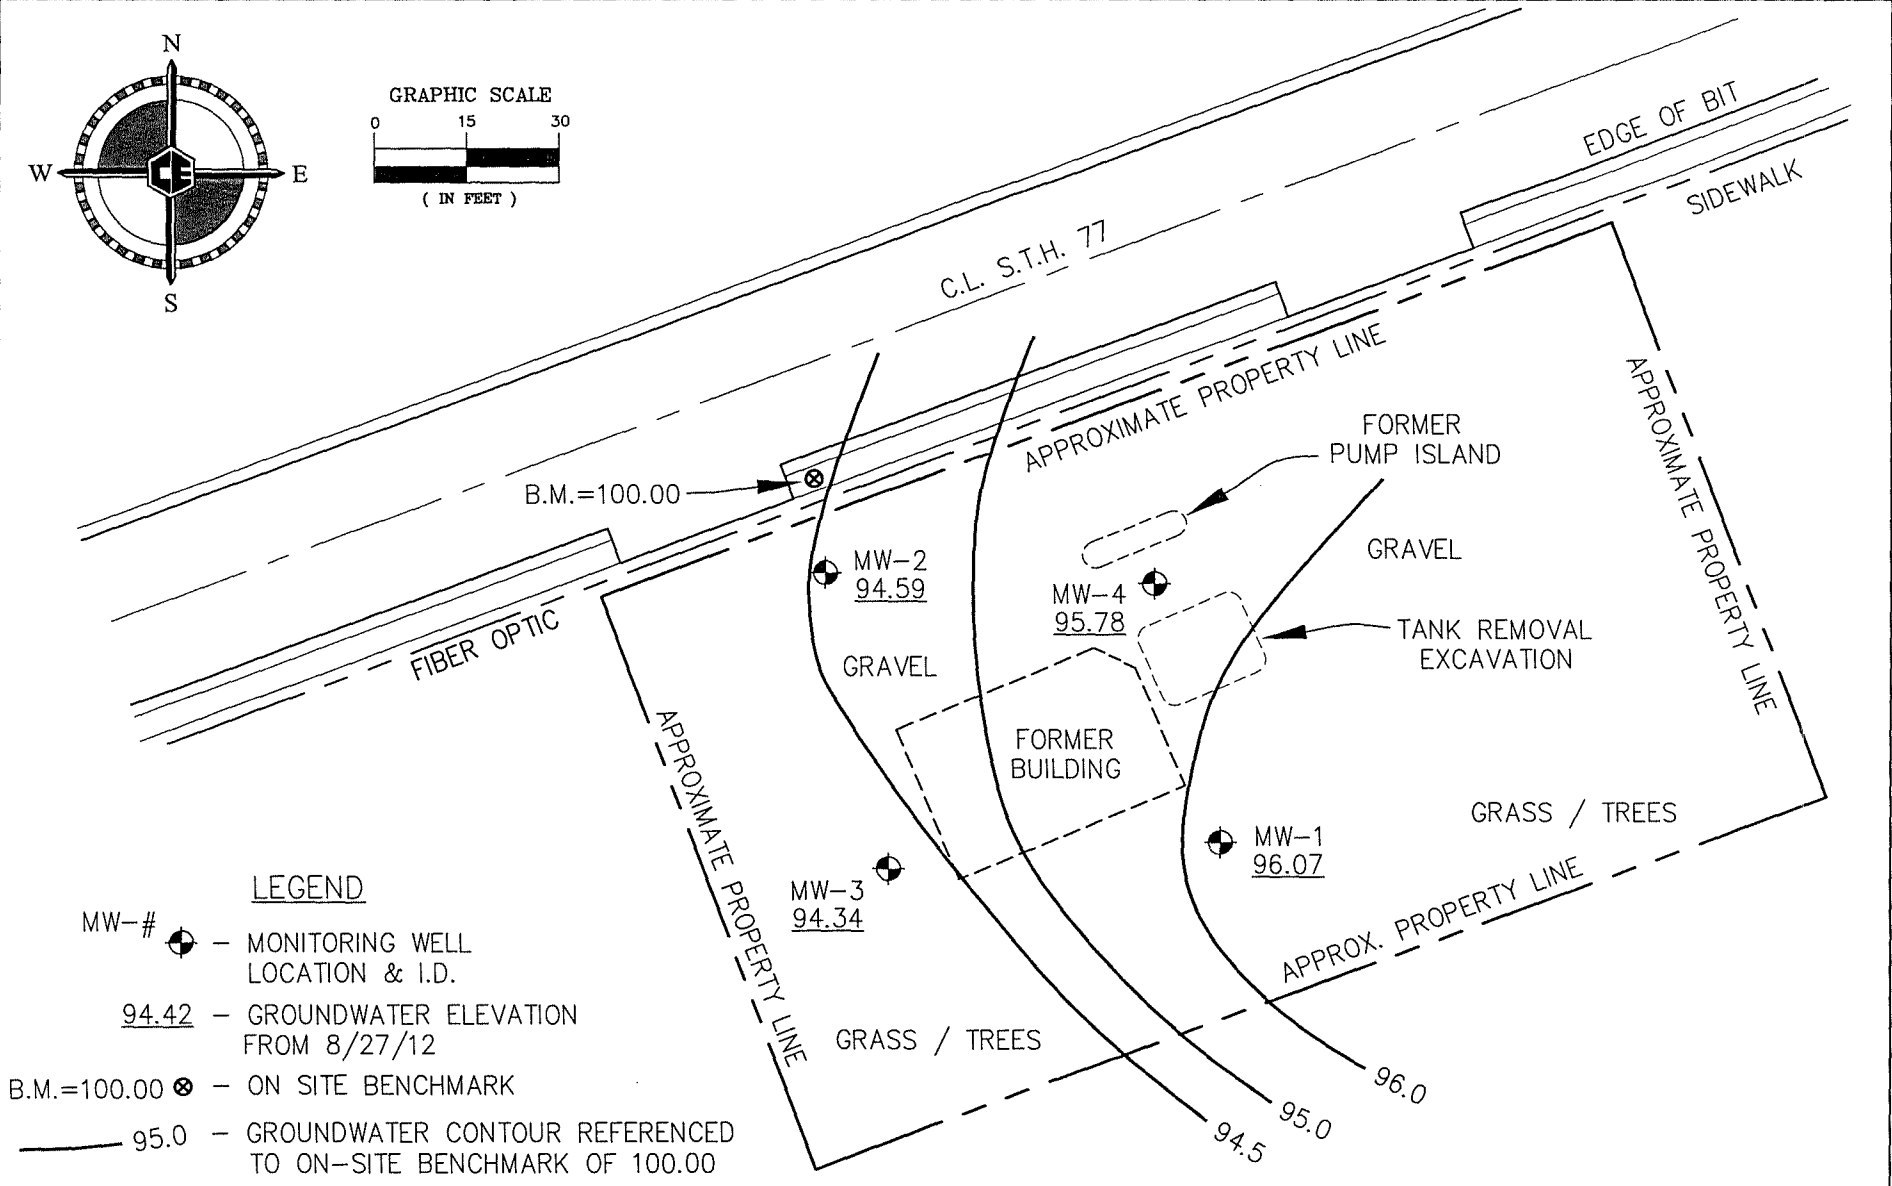 N
W
E
S
GRAPHIC SCALE
0 15 30
( IN FEET )
EDGE OF BIT
SIDEWALK
C.L. S.T.H. 77
APPROXIMATE PROPERTY LINE
APPROXIMATE PROPERTY LINE
FORMER
PUMP ISLAND
B.M.=100.00
GRAVEL
MW-2
94.59
MW-4
95.78
TANK REMOVAL
EXCAVATION
FIBER OPTIC
GRAVEL
APPROXIMATE PROPERTY LINE
FORMER
BUILDING
GRASS / TREES
MW-1
96.07
MW-3
94.34
APPROX. PROPERTY LINE
GRASS / TREES
96.0
95.0
94.5
LEGEND
MW-# - MONITORING WELL
LOCATION & I.D.
94.42 - GROUNDWATER ELEVATION
FROM 8/27/12
B.M.=100.00 ⊗ - ON SITE BENCHMARK
95.0 - GROUNDWATER CONTOUR REFERENCED
TO ON-SITE BENCHMARK OF 100.00